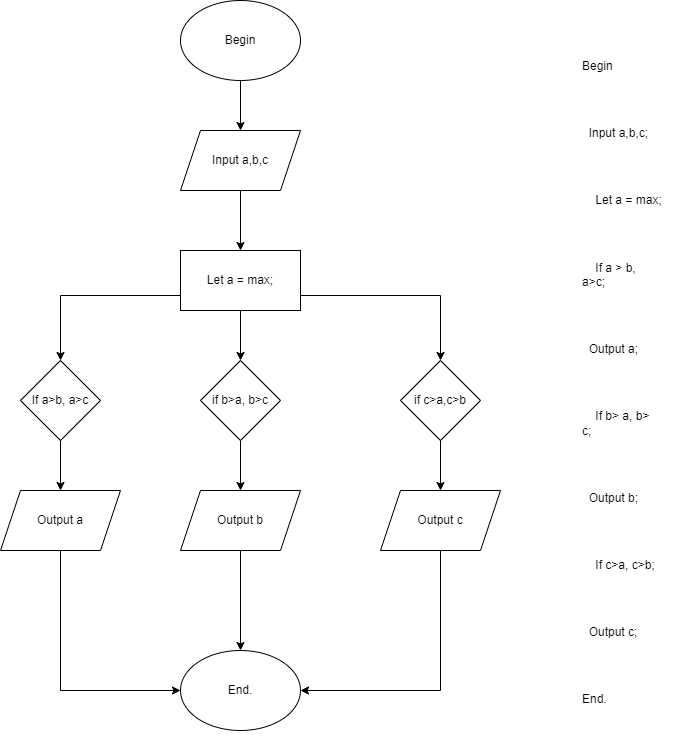 Begin
Input a,b,c
Let a = max;
If a>b, a>c
if b>a, b>c
if c>a,c>b
Output a
Output b
Output c
End.
Begin
Input a,b,c;
Let a = max;
If a > b,
a>c;
Output a;
If b> a, b>
c;
Output b;
If c>a, c>b;
Output c;
End.